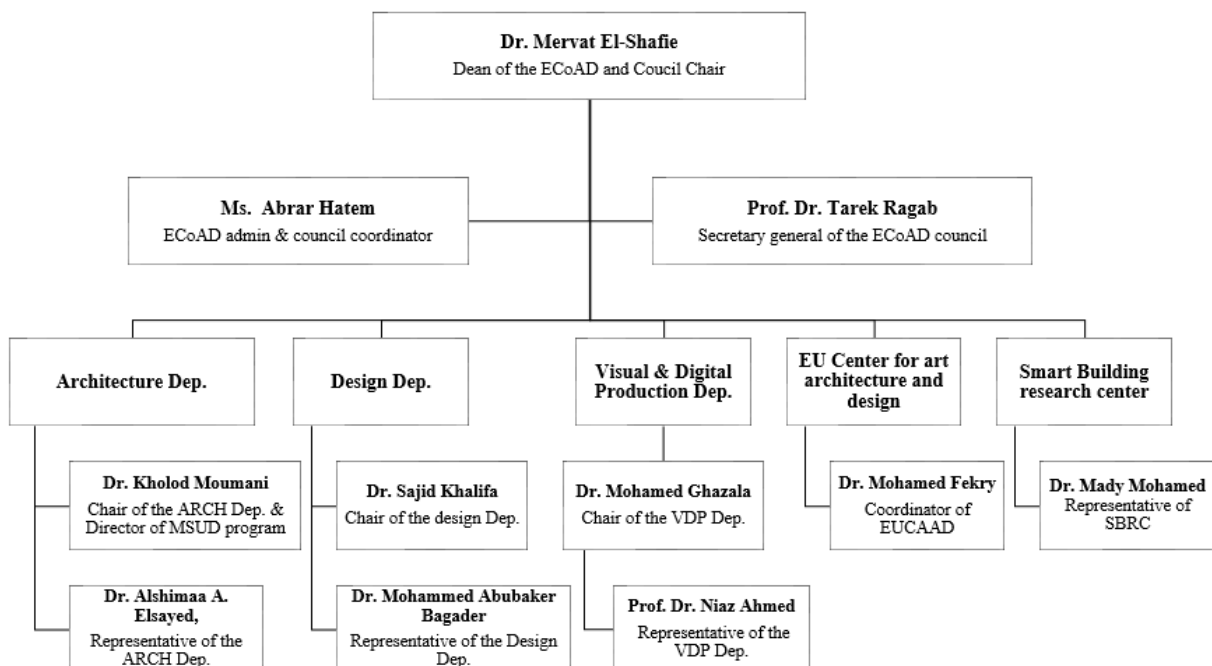 Dr. Mervat El-Shafie
Dean of the ECoAD and Coucil Chair
Ms. Abrar Hatem
ECoAD admin & council coordinator
Prof. Dr. Tarek Ragab
Secretary general of the ECoAD council
Architecture Dep.
Design Dep.
Visual & Digital
Production Dep.
EU Center for art
architecture and
design
Smart Building
research center
Dr. Kholod Moumani
Chair of the ARCH Dep. &
Director of MSUD program
Dr. Sajid Khalifa
Chair of the design Dep.
Dr. Mohamed Ghazala
Chair of the VDP Dep.
Dr. Mohamed Fekry
Coordinator of
EUCAAD
Dr. Mady Mohamed
Representative of
SBRC
Dr. Alshimaa A.
Elsayed,
Representative of the
ARCH Dep.
Dr. Mohammed Abubaker
Bagader
Representative of the Design
Dep.
Prof. Dr. Niaz Ahmed
Representative of the
VDP Dep.